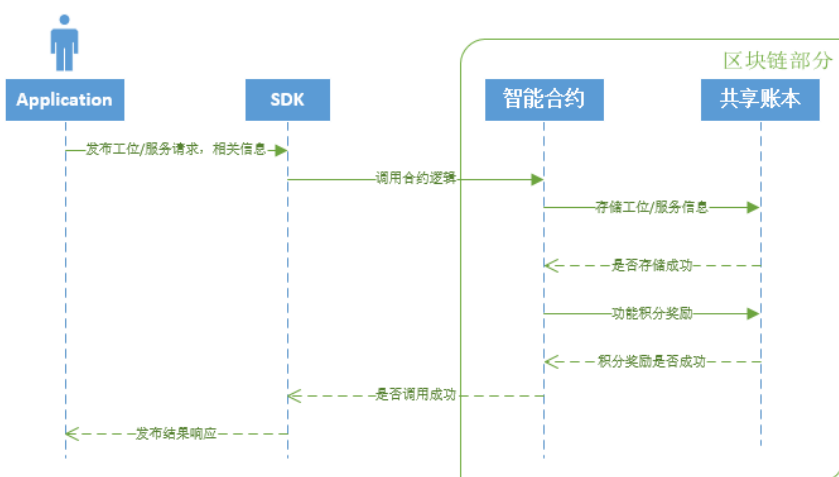 区块链部分
Application
SDK
智能合约
共享账本
发布工位/服务请求，相关信息
调用合约逻辑
存储工位/服务信息
是否存储成功
功能积分奖励
积分奖励是否成功
是否调用成功
发布结果响应